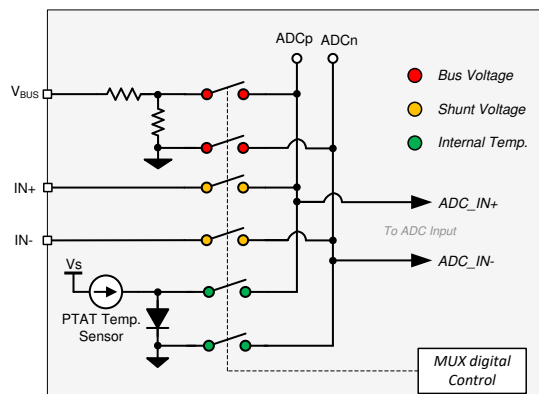 ADCp ADCn
VBUS
Bus Voltage
Shunt Voltage
Internal Temp.
IN+
ADC_IN+
To ADC Input
IN-
ADC_IN-
Vs
PTAT Temp.
Sensor
MUX digital
Control